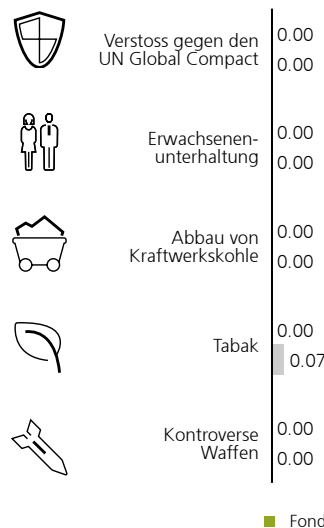 Verstoss gegen den
UN Global Compact
0.00
0.00
Erwachsenen-
unterhaltung
0.00
0.00
Abbau von
Kraftwerkskohle
0.00
0.00
Tabak
0.00
0.07
Kontroverse
Waffen
0.00
0.00
Fond